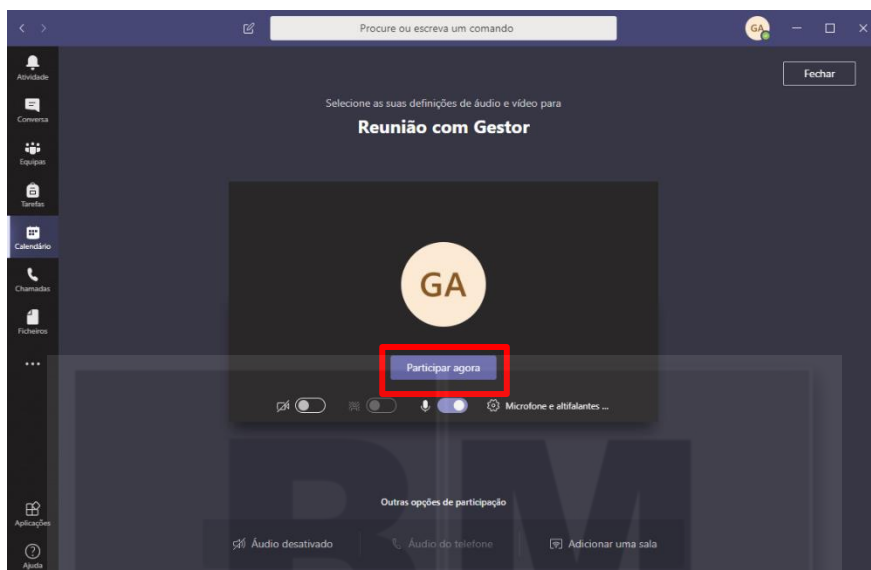 Procure ou escreva um comando
GA
Atividade
Conversa
Equipas
Tarefas
Calendário
Chamadas
Ficheiros
Aplicações
Ajuda
Fechar
Selecione as suas definições de áudio e vídeo para
Reunião com Gestor
GA
Participar agora
Microfone e altifalantes ...
Outras opções de participação
Áudio desativado
Áudio do telefone
Adicionar uma sala
BM